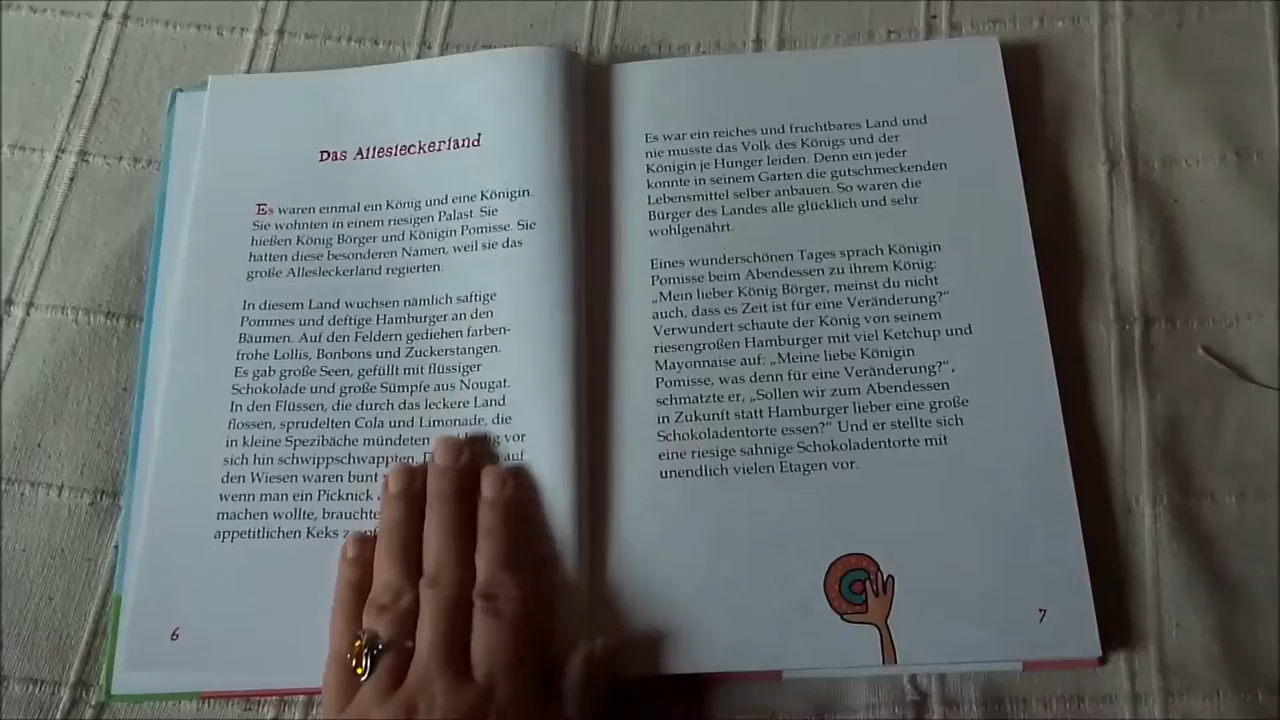 Das Allesleckerland
Es waren einmal ein König und eine Königin.
Sie wohnten in einem riesigen Palast. Sie
hießen König Börger und Königin Pomisse. Sie
hatten diese besonderen Namen, weil sie das
große Allesleckerland regierten.
In diesem Land wuchsen nämlich saftige
Pommes und deftige Hamburger an den
Bäumen. Auf den Feldern gediehen farben-
frohe Lollis, Bonbons und Zuckerstangen.
Es gab große Seen, gefüllt mit flüssiger
Schokolade und große Sümpfe aus Nougat.
In den Flüssen, die durch das leckere Land
flossen, sprudelten Cola und Limonade, die
in kleine Spezibäche mündeten vor
sich hin schwippschwappten. auf
den Wiesen waren bunt
wenn man ein Picknick
machen wollte, brauchte
appetitlichen Keks
6
Es war ein reiches und fruchtbares Land und
nie musste das Volk des Königs und der
Königin je Hunger leiden. Denn ein jeder
konnte in seinem Garten die gutschmeckenden
Lebensmittel selber anbauen. So waren die
Bürger des Landes alle glücklich und sehr
wohlgenährt.
Eines wunderschönen Tages sprach Königin
Pomisse beim Abendessen zu ihrem König:
„Mein lieber König Börger, meinst du nicht
auch, dass es Zeit ist für eine Veränderung?“
Verwundert schaute der König von seinem
riesengroßen Hamburger mit viel Ketchup und
Mayonnaise auf: „Meine liebe Königin
Pomisse, was denn für eine Veränderung?“,
schmatzte er, „Sollen wir zum Abendessen
in Zukunft statt Hamburger lieber eine große
Schokoladentorte essen?“ Und er stellte sich
eine riesige sahnige Schokoladentorte mit
unendlich vielen Etagen vor.
7